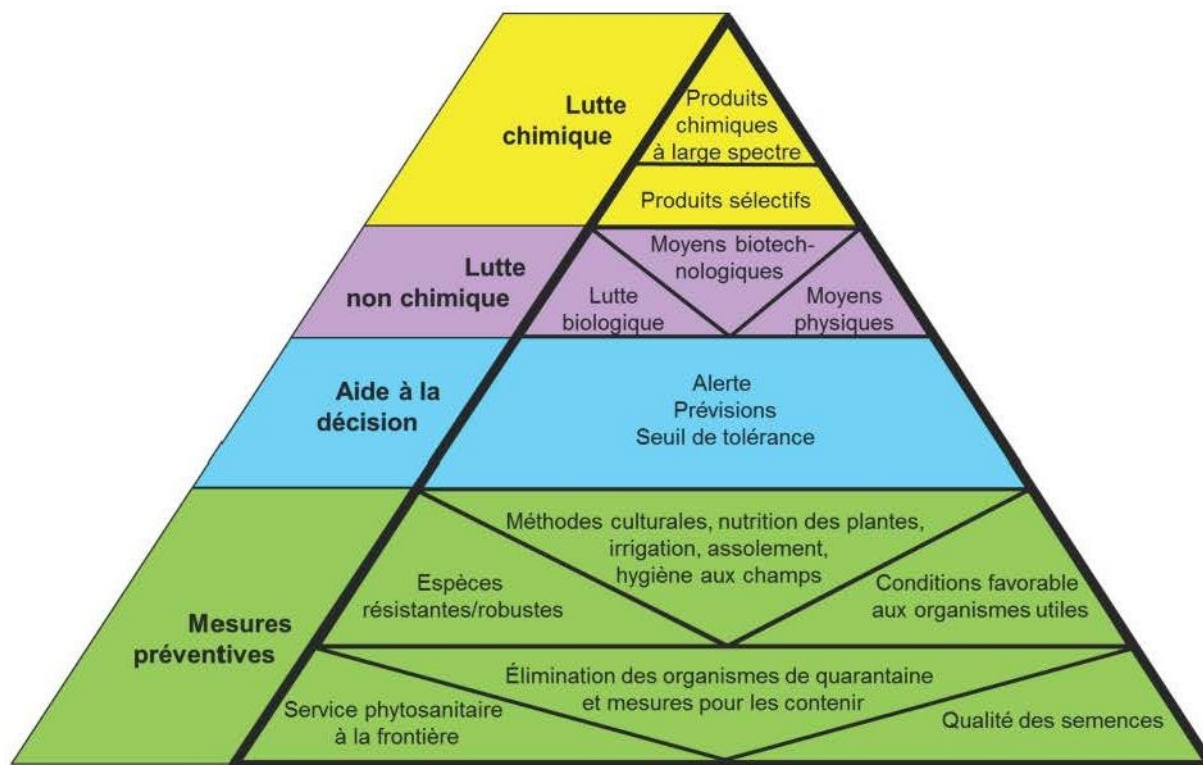 Lutte
chimique
Produits
chimiques
à large spectre
Produits sélectifs
Lutte
non chimique
Moyens biotech-
nologiques
Lutte
biologique
Moyens
physiques
Aide à la
décision
Alerte
Prévisions
Seuil de tolérance
Mesures
préventives
Méthodes culturales, nutrition des plantes,
irrigation, assolement,
hygiène aux champs
Espèces
résistantes/robustes
Conditions favorable
aux organismes utiles
Élimination des organismes de quarantaine
et mesures pour les contenir
Service phytosanitaire
à la frontière
Qualité des semences